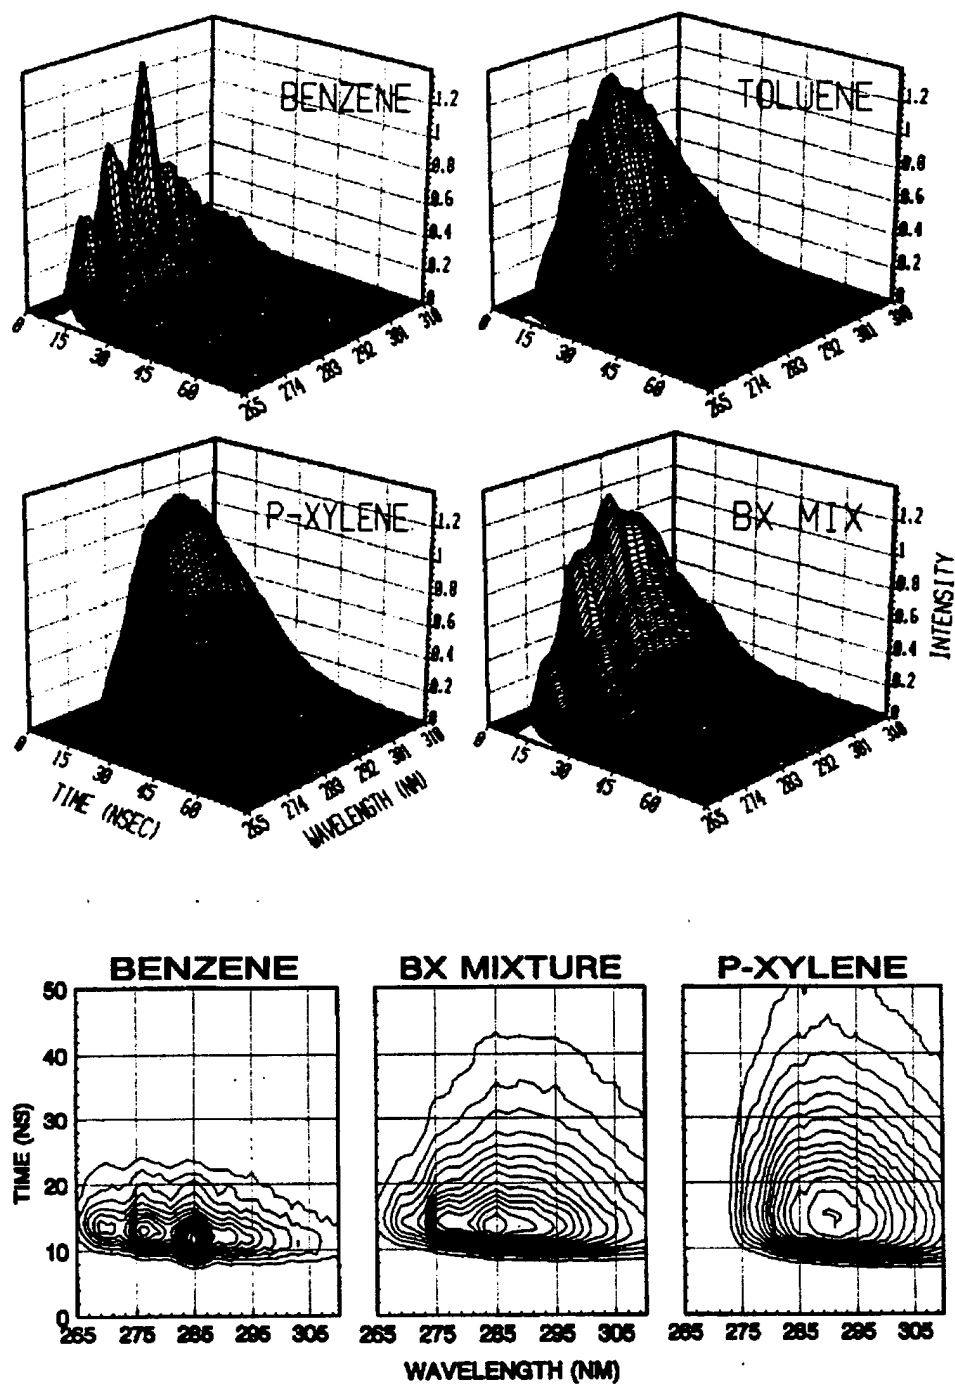 BENZENE
1.2
1
0.8
0.6
0.4
0.2
0
0 15 30 45 60
265 274 283 292 301 310
TOLUENE
1.2
1
0.8
0.6
0.4
0.2
0
0 15 30 45 60
265 274 283 292 301 310
P-XYLENE
1.2
1
0.8
0.6
0.4
0.2
0
0 15 30 45 60
265 274 283 292 301 310
TIME (NSEC)
WAVELENGTH (NM)
BX MIX
1.2
1
0.8
0.6
0.4
0.2
0
0 15 30 45 60
265 274 283 292 301 310
INTENSITY
BENZENE BX MIXTURE P-XYLENE
50
40
30
20
10
0
TIME (NS)
265 275 285 295 305 265 275 285 295 305 265 275 285 295 305
WAVELENGTH (NM)